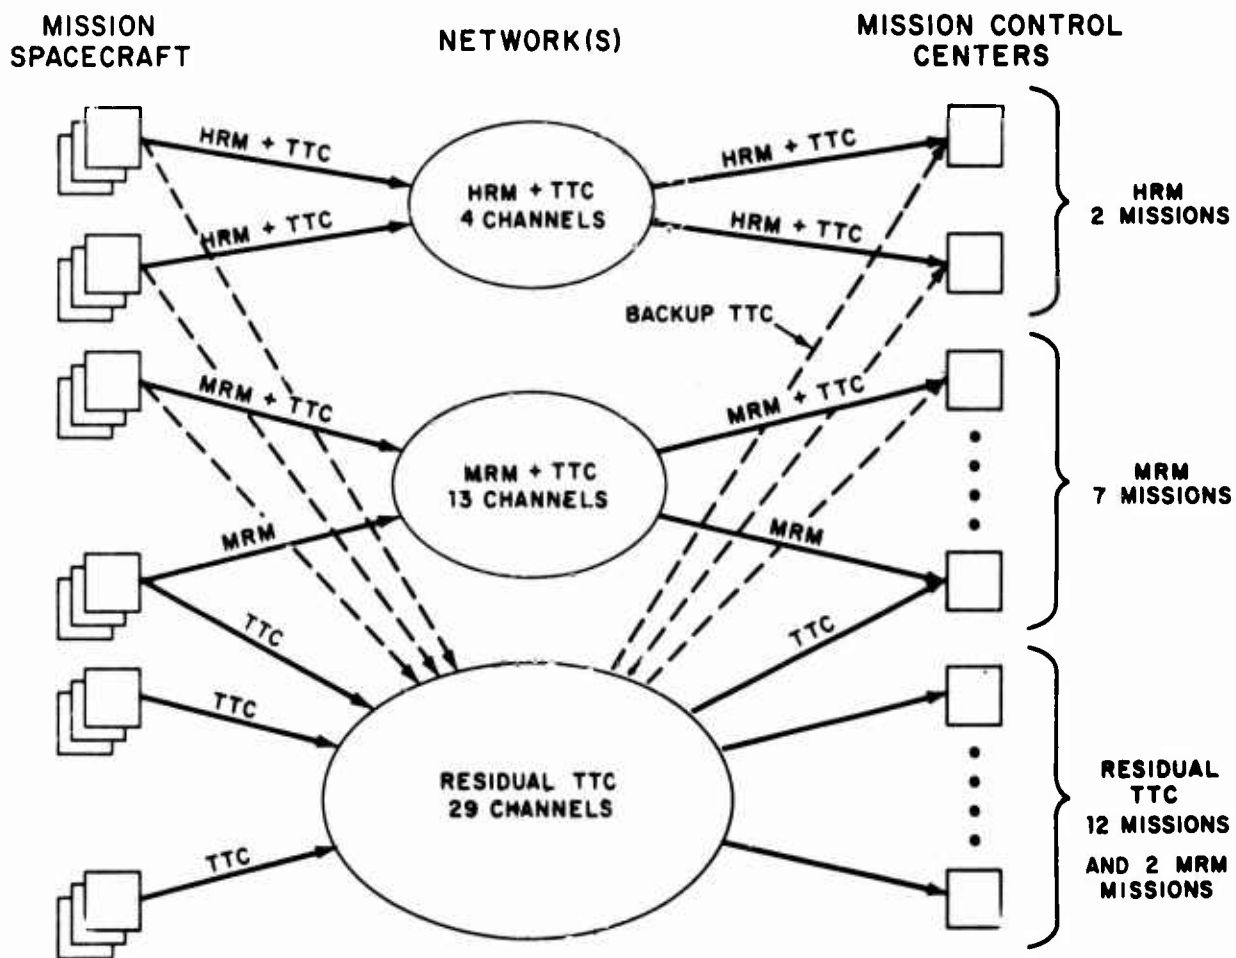 MISSION
SPACECRAFT
NETWORK(S)
MISSION CONTROL
CENTERS
HRM + TTC
HRM + TTC
HRM + TTC
4 CHANNELS
HRM + TTC
HRM + TTC
HRM
2 MISSIONS
BACKUP TTC
MRM + TTC
MRM
MRM + TTC
13 CHANNELS
MRM + TTC
MRM
MRM
7 MISSIONS
TTC
TTC
TTC
RESIDUAL TTC
29 CHANNELS
TTC
RESIDUAL
TTC
12 MISSIONS
AND 2 MRM
MISSIONS